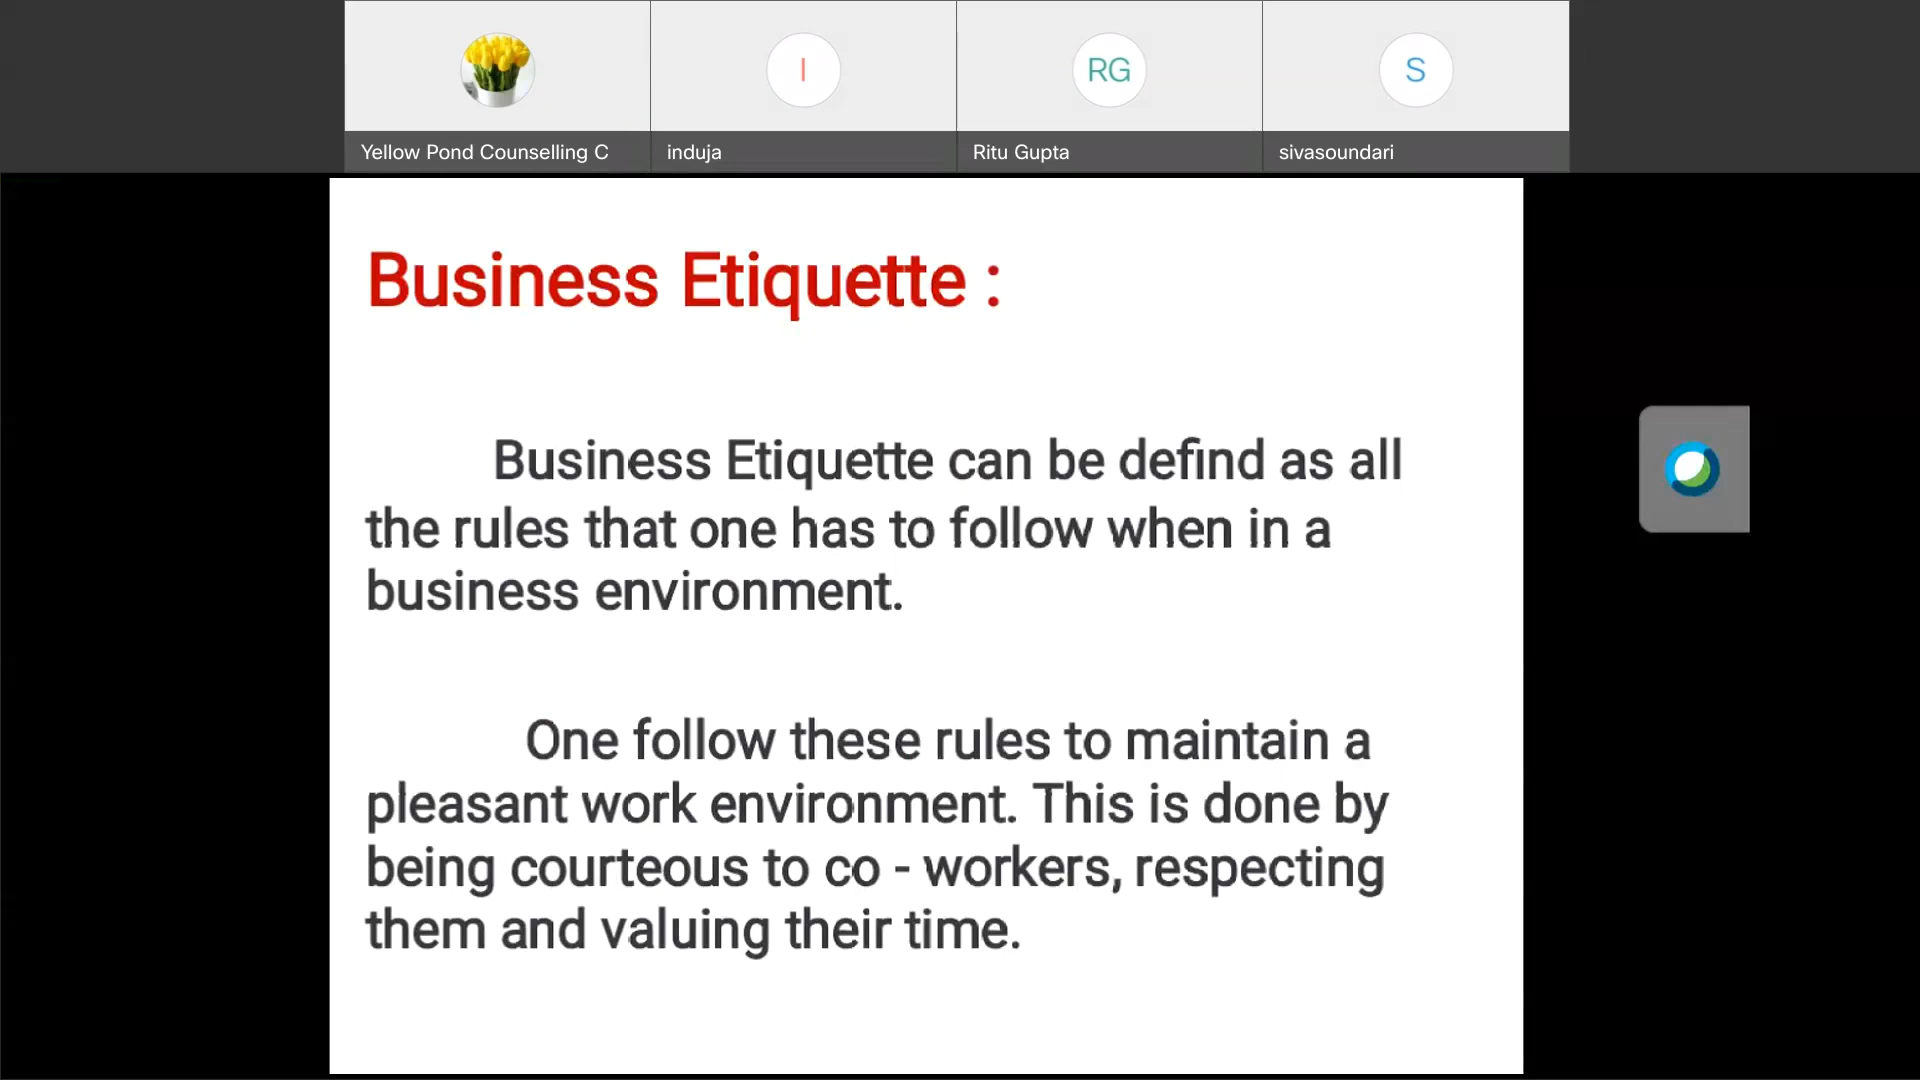 I
RG
S
Yellow Pond Counselling C
induja
Ritu Gupta
sivasoundari
Business Etiquette :
Business Etiquette can be defind as all
the rules that one has to follow when in a
business environment.
One follow these rules to maintain a
pleasant work environment. This is done by
being courteous to co - workers, respecting
them and valuing their time.